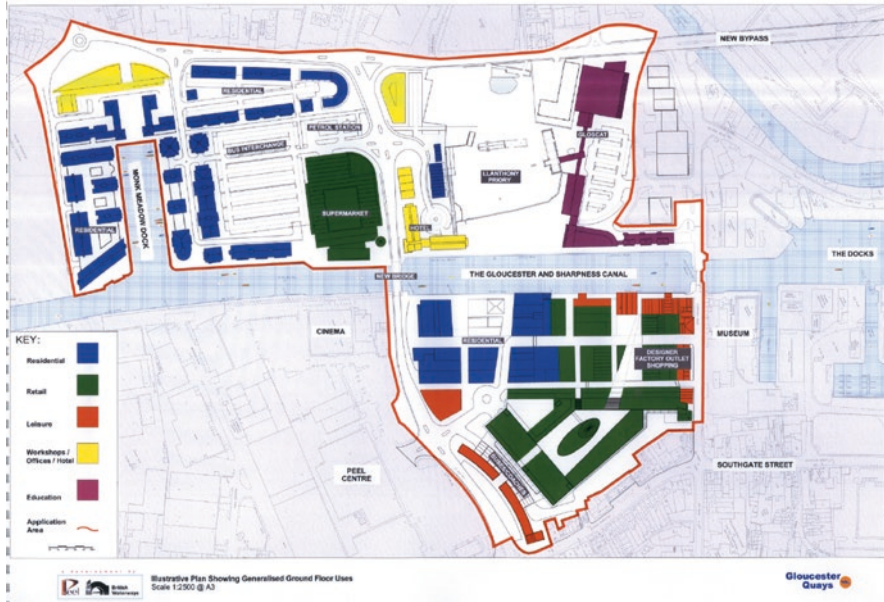 NEW BYPASS
RESIDENTIAL
PETROL STATION
GLOSCAT
BUS INTERCHANGE
LLANTHONY
PRIORY
MONK MEADOW DOCK
SUPERMARKET
RESIDENTIAL
HOTEL
THE DOCKS
NEW BRIDGE
THE GLOUCESTER AND SHARPNESS CANAL
CINEMA
RESIDENTIAL
MUSEUM
DESIGNER
FACTORY OUTLET
SHOPPING
PEEL
CENTRE
SOUTHGATE STREET
KEY:
Residential
Retail
Leisure
Workshops /
Offices / Hotel
Education
Application
Area
Peel
British
Waterways
Illustrative Plan Showing Generalised Ground Floor Uses
Scale 1:2500 @ A3
Gloucester
Quays